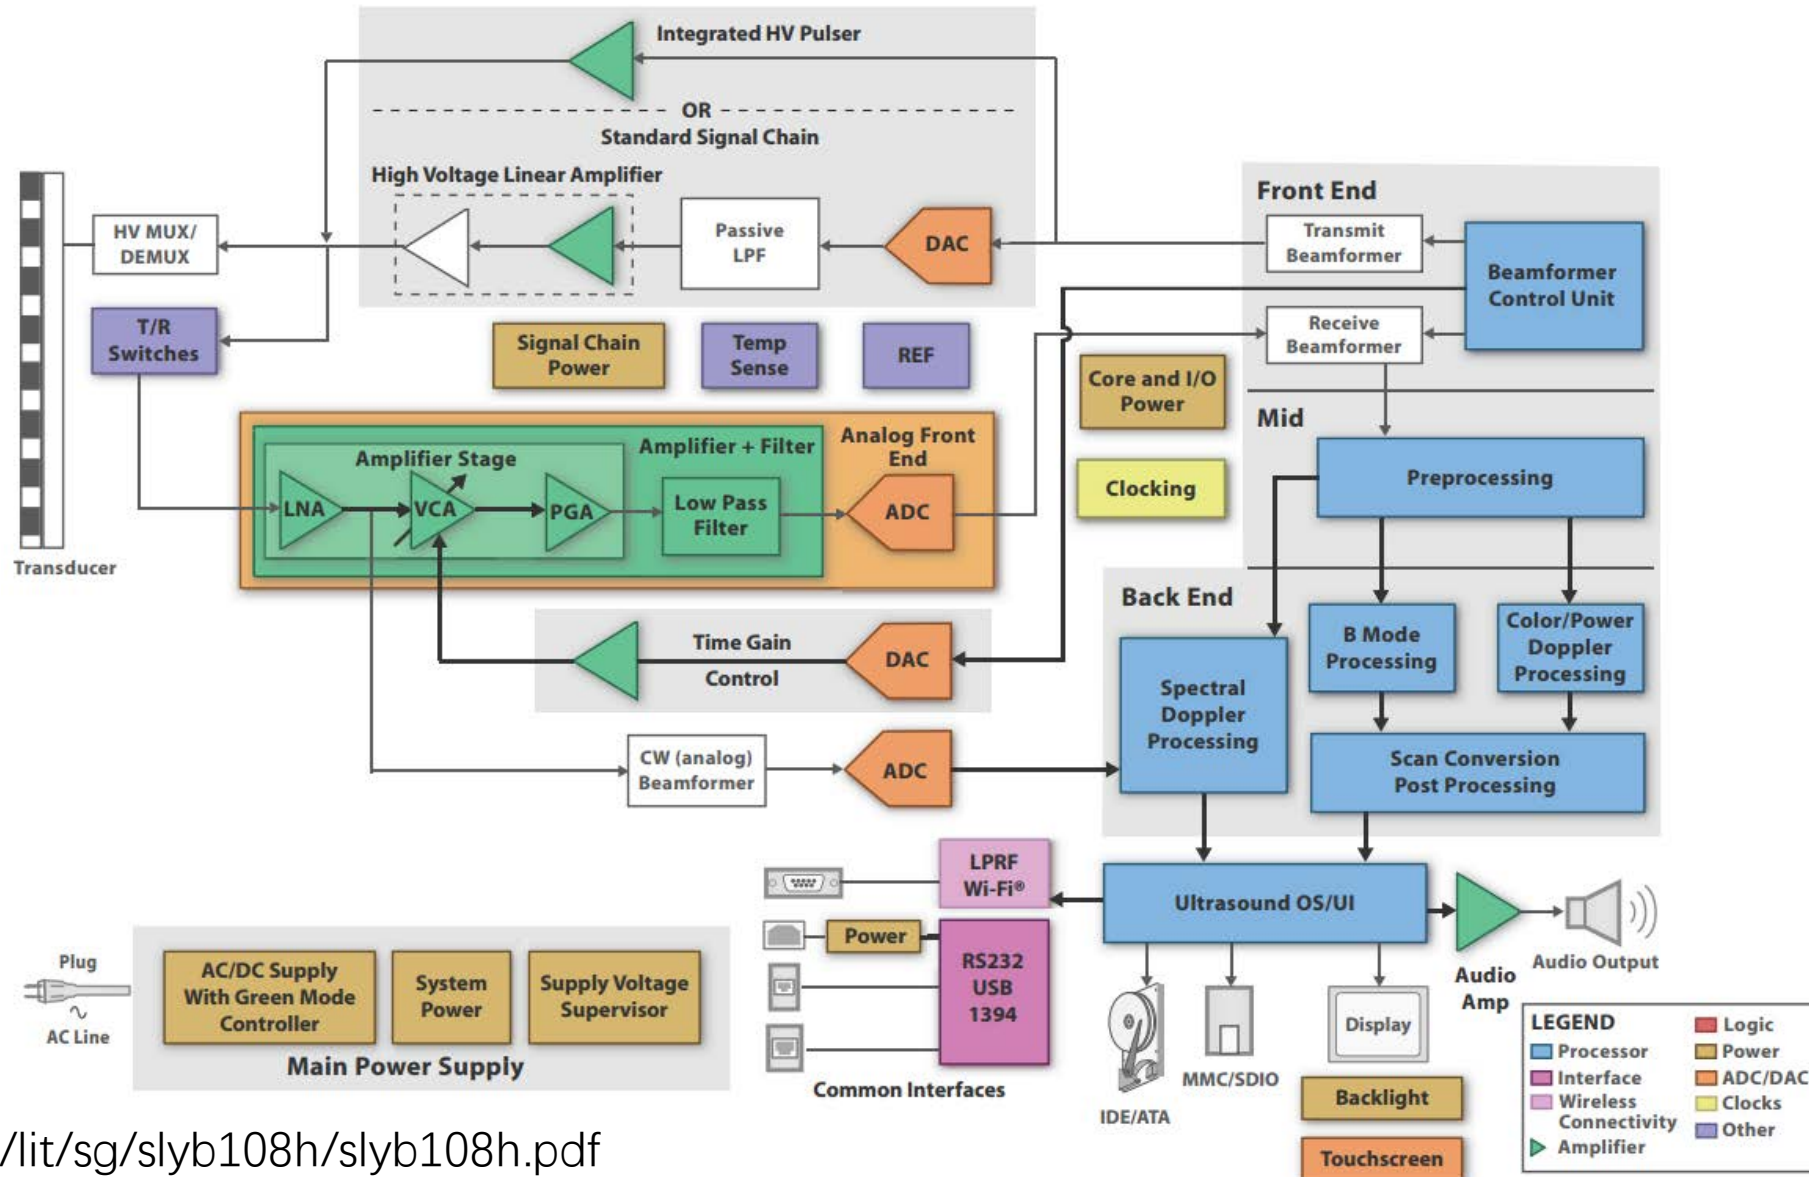 Integrated HV Pulser
OR
Standard Signal Chain
High Voltage Linear Amplifier
HV MUX/
DEMUX
Passive
LPF
DAC
T/R
Switches
Signal Chain
Power
Temp
Sense
REF
Transducer
Front End
Transmit
Beamformer
Beamformer
Control Unit
Receive
Beamformer
Core and I/O
Power
Clocking
Mid
Preprocessing
Amplifier Stage
Amplifier + Filter
Analog Front
End
LNA
VCA
PGA
Low Pass
Filter
ADC
Time Gain
Control
DAC
CW (analog)
Beamformer
ADC
Back End
Spectral
Doppler
Processing
B Mode
Processing
Color/Power
Doppler
Processing
Scan Conversion
Post Processing
LPRF
Wi-Fi®
Ultrasound OS/UI
Power
RS232
USB
1394
Common Interfaces
Audio
Amp
Audio Output
IDE/ATA
MMC/SDIO
Display
Backlight
Touchscreen
Plug
AC Line
AC/DC Supply
With Green Mode
Controller
System
Power
Supply Voltage
Supervisor
Main Power Supply
LEGEND
Processor
Interface
Wireless
Connectivity
Amplifier
Logic
Power
ADC/DAC
Clocks
Other
/lit/sg/slyb108h/slyb108h.pdf